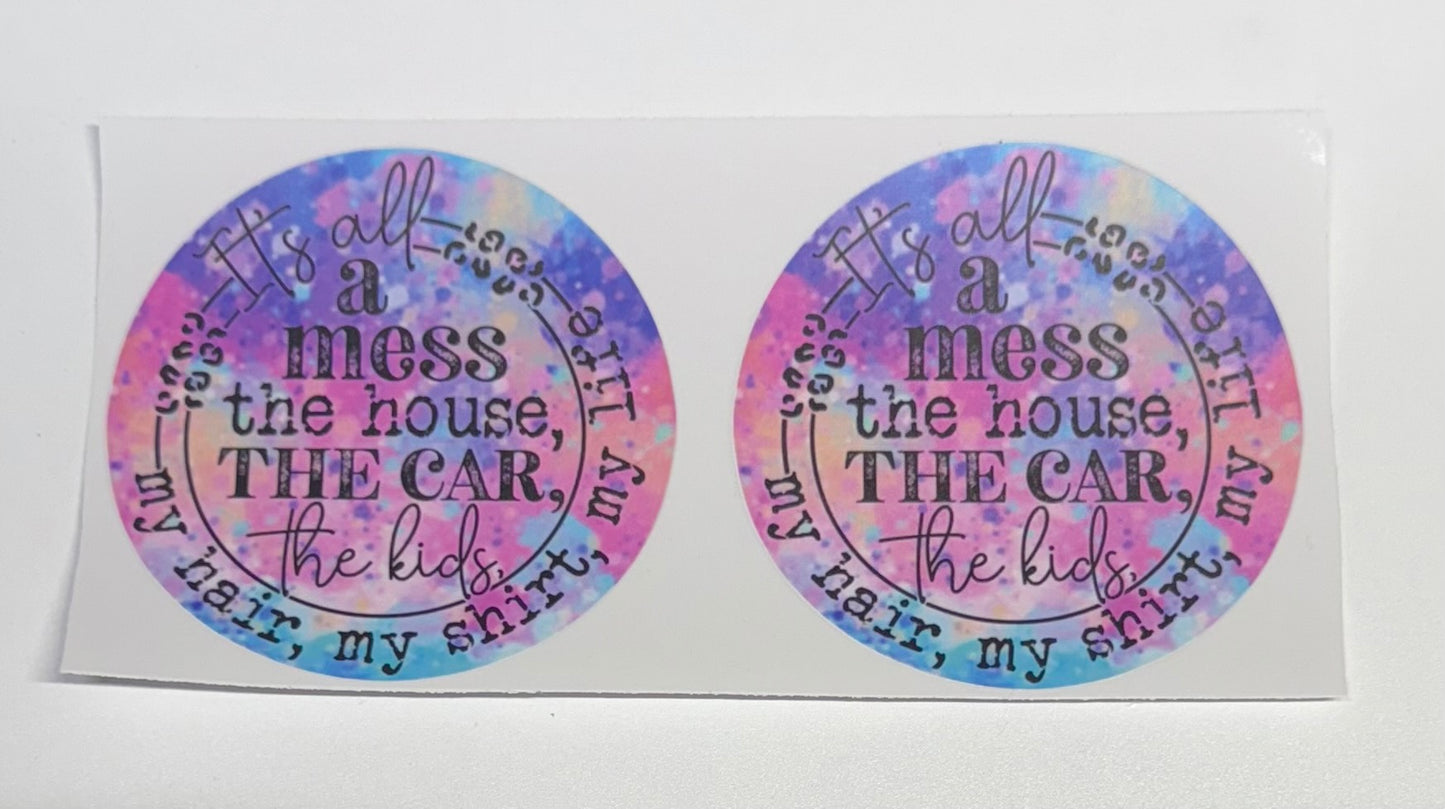 It's all
a
mess
the house,
THE CAR,
the kids,
my hair, my shirt, my life
It's all
a
mess
the house,
THE CAR,
the kids,
my hair, my shirt, my life